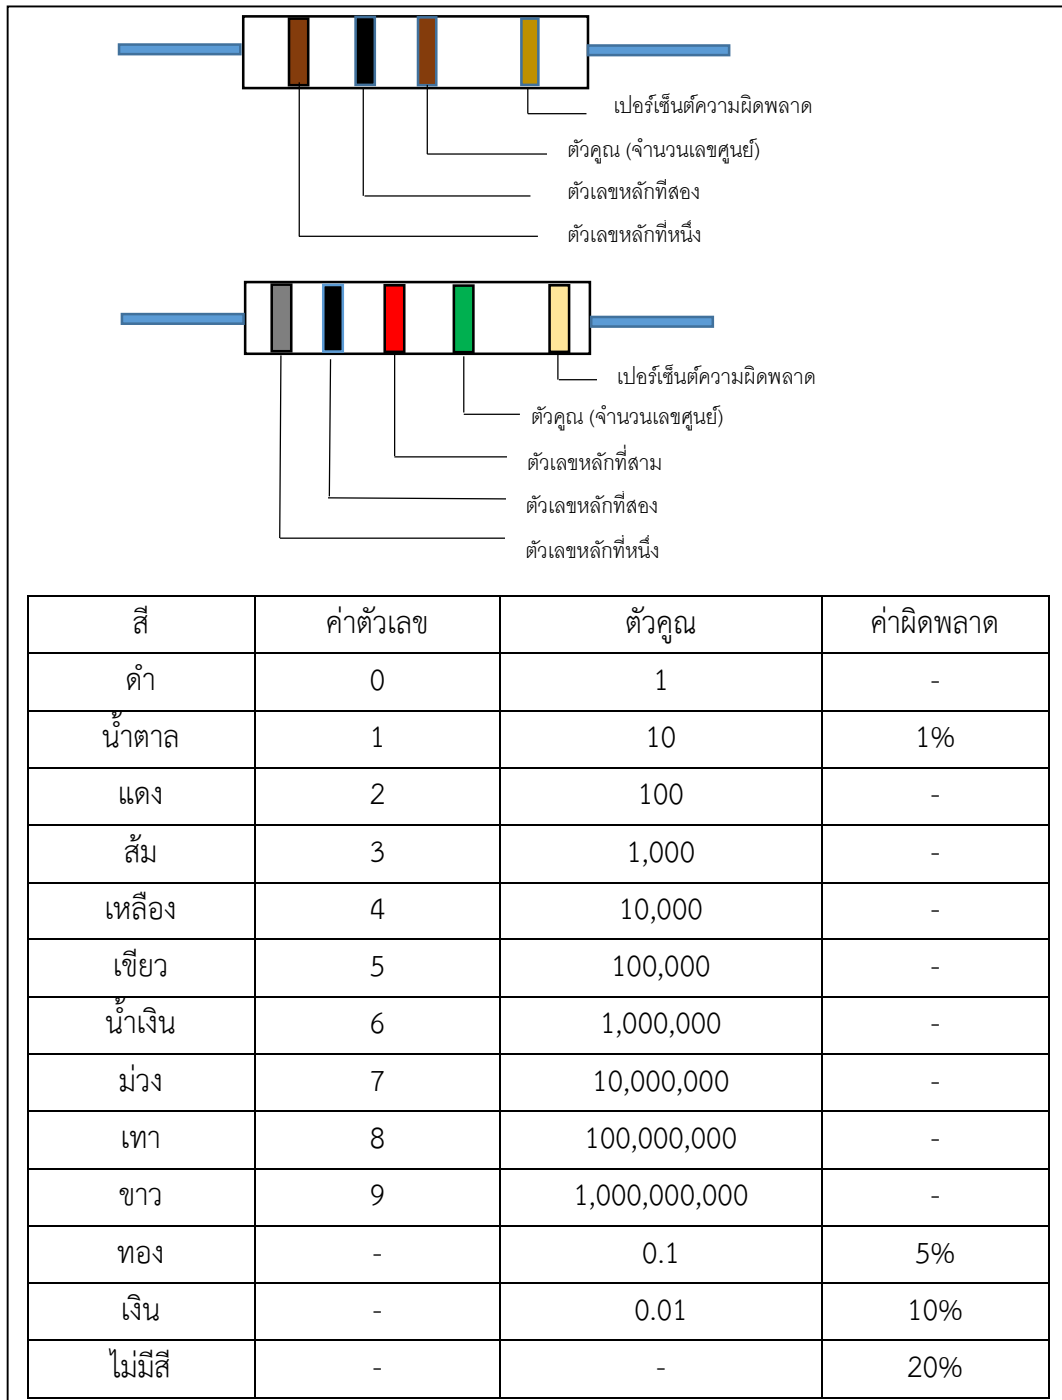 เปอร์เซ็นต์ความผิดพลาด
ตัวคูณ (จำนวนเลขศูนย์)
ตัวเลขหลักที่สอง
ตัวเลขหลักที่หนึ่ง
เปอร์เซ็นต์ความผิดพลาด
ตัวคูณ (จำนวนเลขศูนย์)
ตัวเลขหลักที่สาม
ตัวเลขหลักที่สอง
ตัวเลขหลักที่หนึ่ง
สี ค่าตัวเลข ตัวคูณ ค่าผิดพลาด
ดำ 0 1 -
น้ำตาล 1 10 1%
แดง 2 100 -
ส้ม 3 1,000 -
เหลือง 4 10,000 -
เขียว 5 100,000 -
น้ำเงิน 6 1,000,000 -
ม่วง 7 10,000,000 -
เทา 8 100,000,000 -
ขาว 9 1,000,000,000 -
ทอง - 0.1 5%
เงิน - 0.01 10%
ไม่มีสี - - 20%